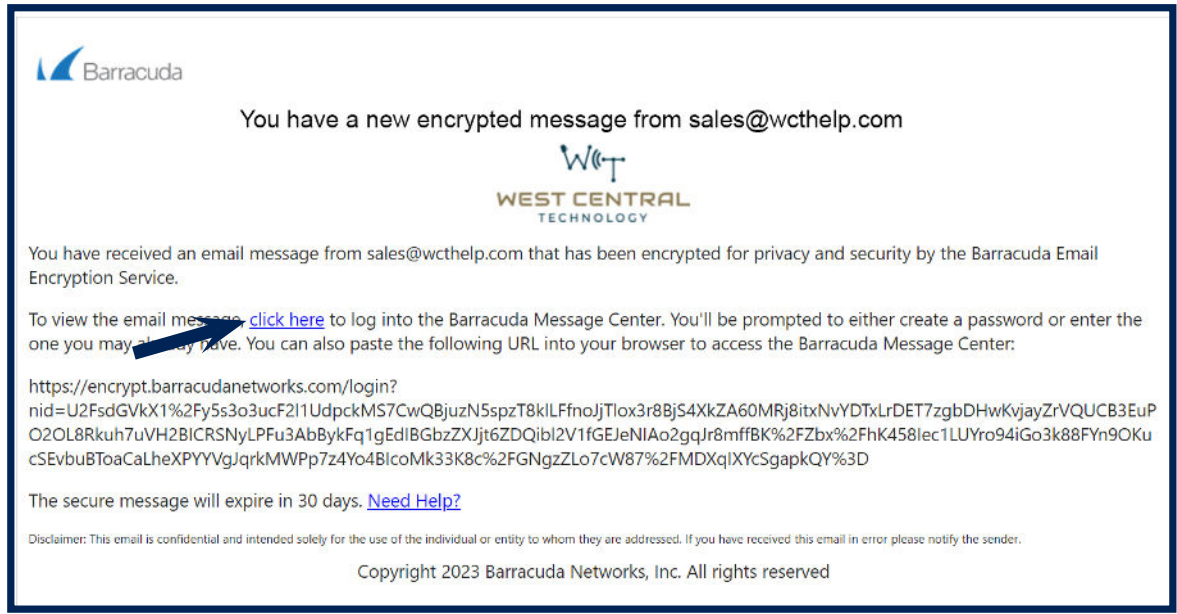 Barracuda
You have a new encrypted message from sales@wcthelp.com
WCT
WEST CENTRAL
TECHNOLOGY
You have received an email message from sales@wcthelp.com that has been encrypted for privacy and security by the Barracuda Email
Encryption Service.
To view the email message, click here to log into the Barracuda Message Center. You'll be prompted to either create a password or enter the
one you may already have. You can also paste the following URL into your browser to access the Barracuda Message Center:
https://encrypt.barracudanetworks.com/login?
nid=U2FsdGVkX1%2Fy5s3o3ucF2l1UdpckMS7CwQBjuzN5spzT8klLFfnoJjTlox3r8BjS4XkZA60MRj8itxNvYDTxLrDET7zgbDHwKvjayZrVQUCB3EuP
O2OL8Rkuh7uVH2BICRSNyLPFu3AbBykFq1gEdIBGbzZXJjt6ZDQibl2V1fGEJeNIAo2gqJr8mffBK%2FZbx%2FhK458Iec1LUYro94iGo3k88FYn9OKu
cSEvbuBToaCaLheXPYYVgJqrkMWPp7z4Yo4BIcoMk33K8c%2FGNgzZLo7cW87%2FMDXqIXYcSgapkQY%3D
The secure message will expire in 30 days. Need Help?
Disclaimer: This email is confidential and intended solely for the use of the individual or entity to whom they are addressed. If you have received this email in error please notify the sender.
Copyright 2023 Barracuda Networks, Inc. All rights reserved